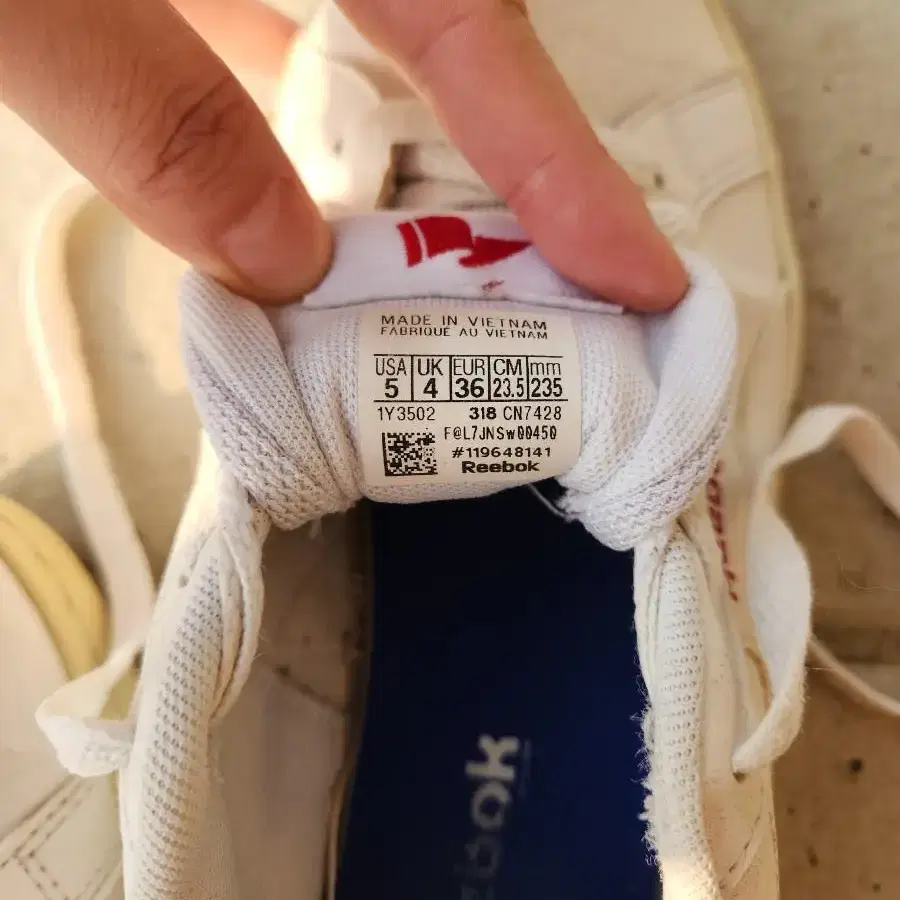 MADE IN VIETNAM
FABRIQUÉ AU VIETNAM
USA UK EUR CM mm
5 4 36 23.5 235
1Y3502 318 CN7428
F@L7JNSW00450
#119648141
Reebok